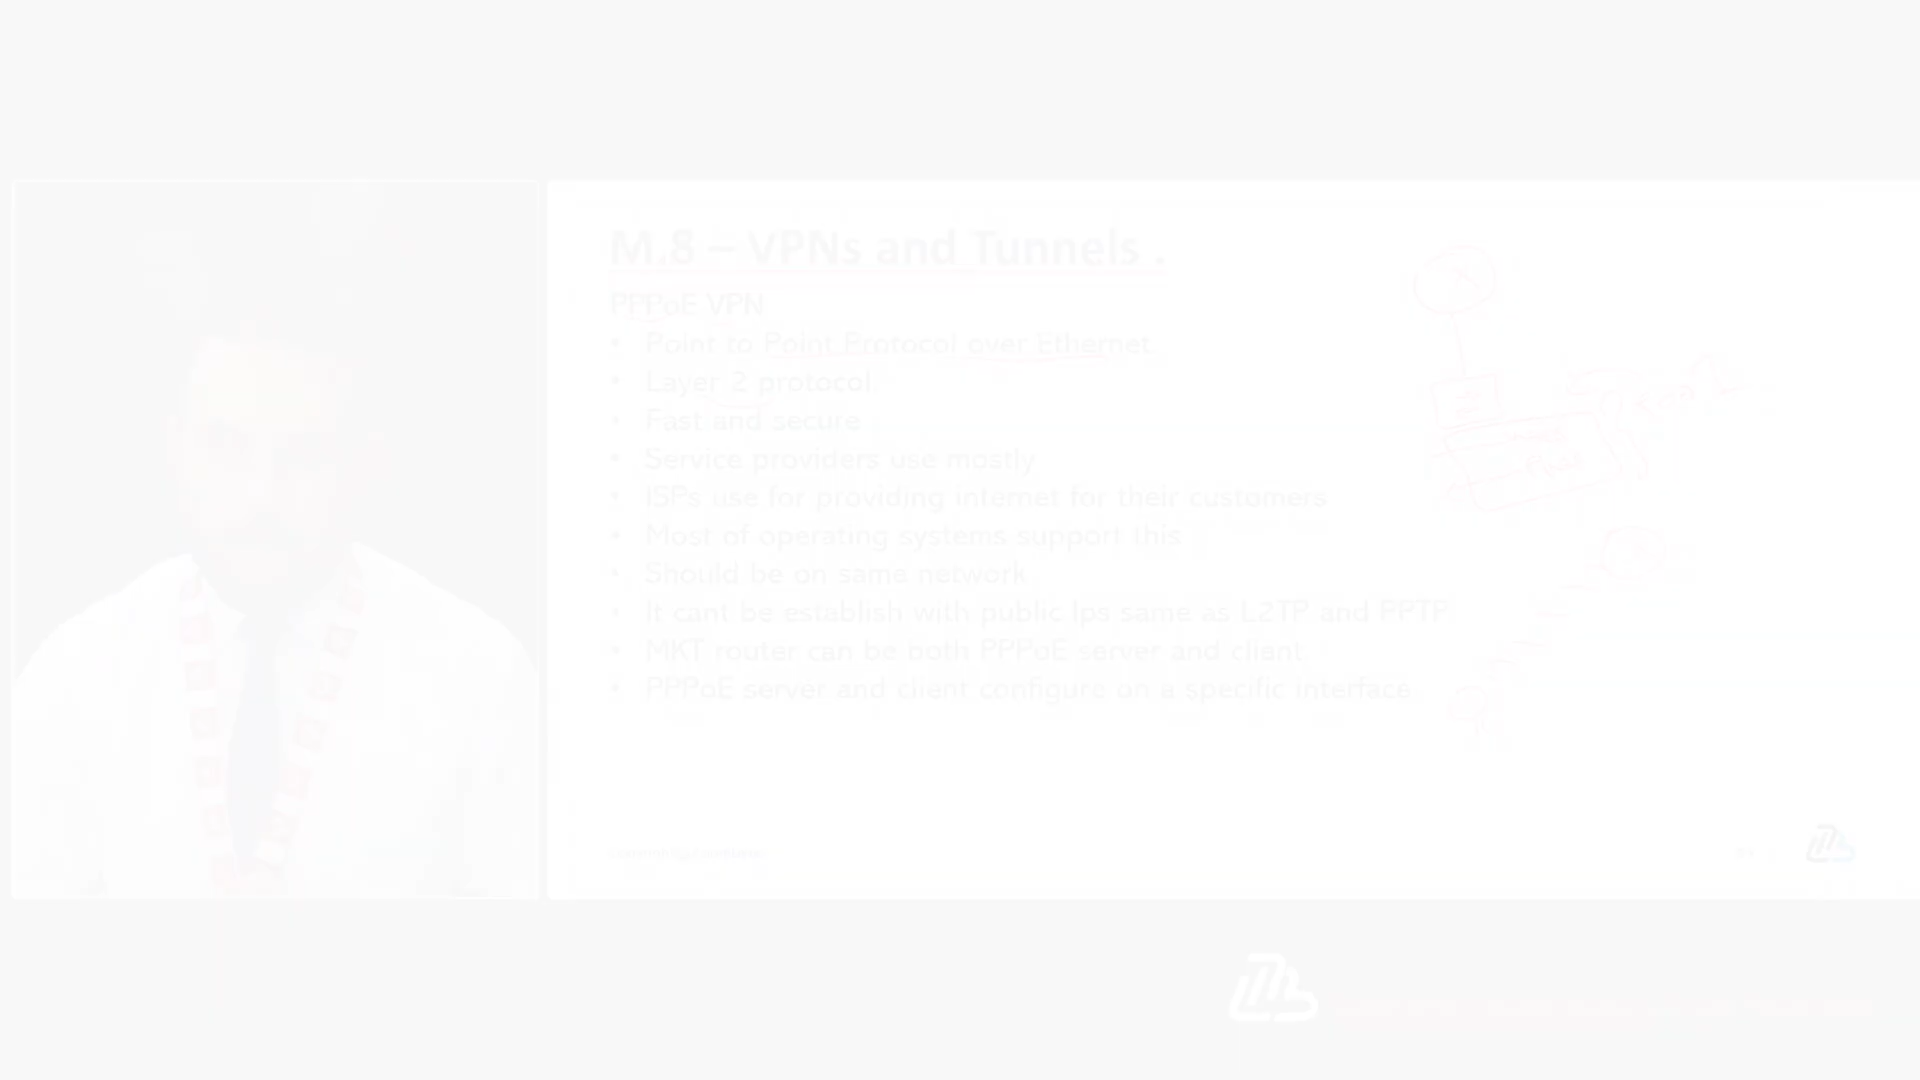 M.8 – VPNs and Tunnels .
PPPoE VPN
• Point to Point Protocol over Ethernet
• Layer 2 protocol
• Fast and secure
• Service providers use mostly
• ISPs use for providing internet for their customers
• Most of operating systems support this
• Should be on same network
• It cant be establish with public Ips same as L2TP and PPTP
• MKT router can be both PPPoE server and client
• PPPoE server and client configure on a specific interface